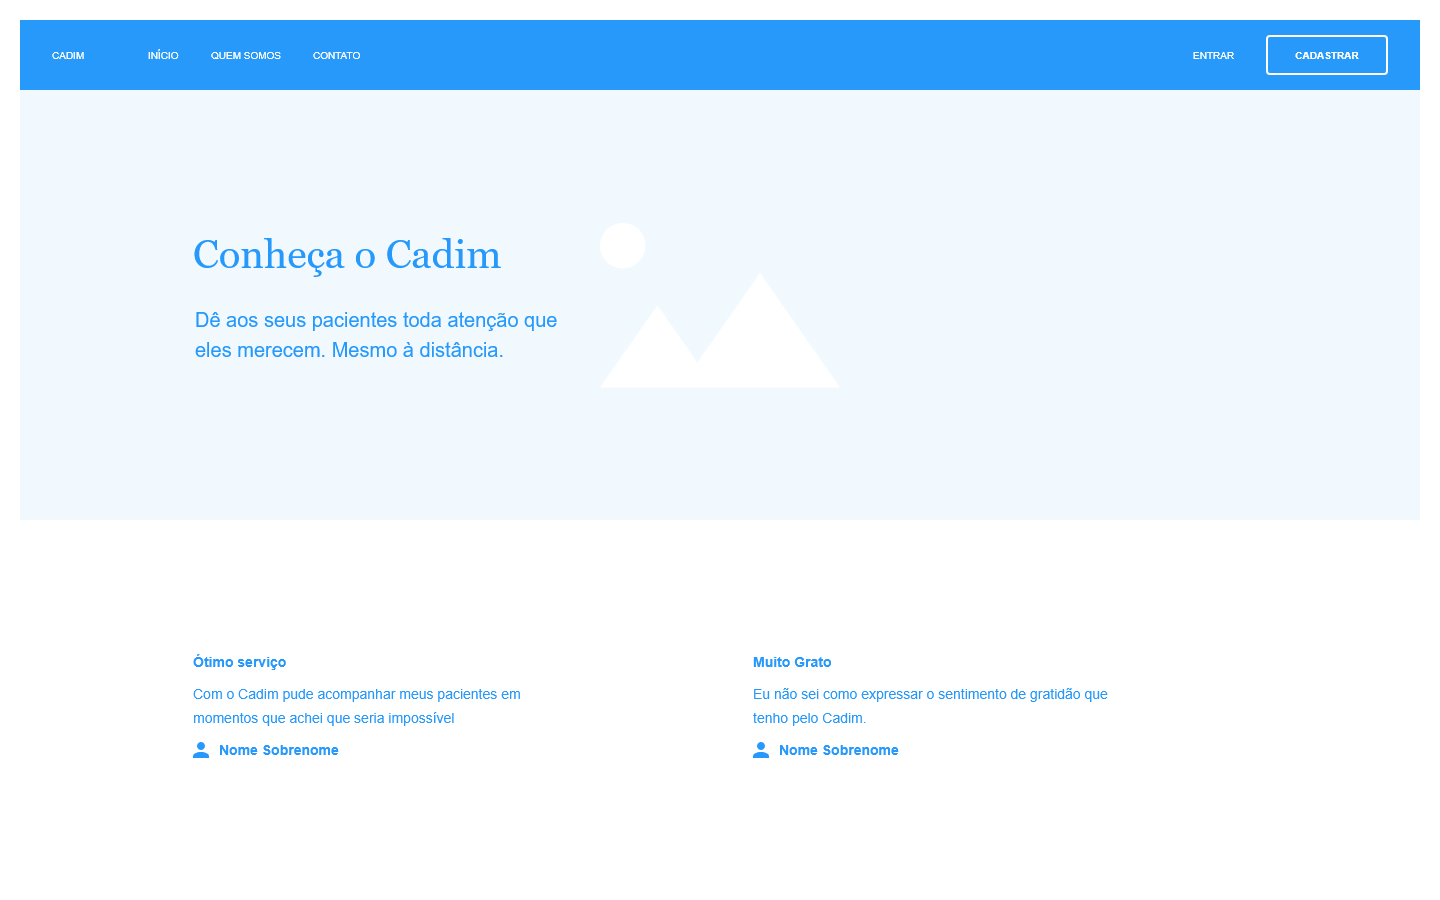 CADIM INÍCIO QUEM SOMOS CONTATO ENTRAR CADASTRAR
Conheça o Cadim
Dê aos seus pacientes toda atenção que
eles merecem. Mesmo à distância.
Ótimo serviço
Com o Cadim pude acompanhar meus pacientes em
momentos que achei que seria impossível
Nome Sobrenome
Muito Grato
Eu não sei como expressar o sentimento de gratidão que
tenho pelo Cadim.
Nome Sobrenome